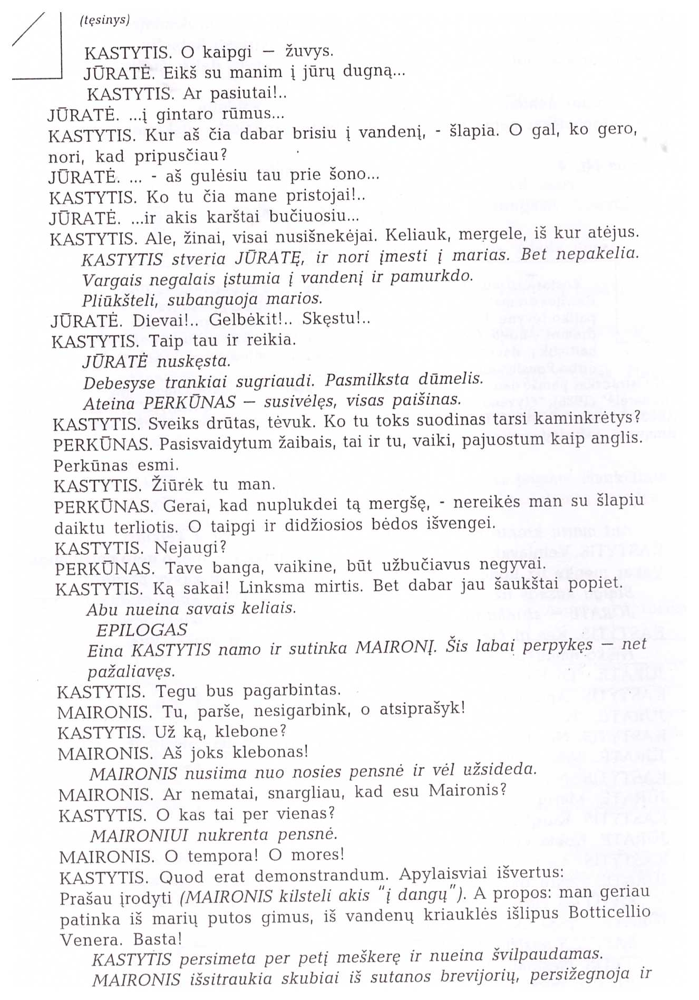 (tęsinys)
KASTYTIS. O kaipgi — žuvys.
JŪRATĖ. Eikš su manim į jūrų dugną...
KASTYTIS. Ar pasiutai!..
JŪRATĖ. ...į gintaro rūmus...
KASTYTIS. Kur aš čia dabar brisiu į vandenį, - šlapia. O gal, ko gero,
nori, kad pripusčiau?
JŪRATĖ. ... - aš gulėsiu tau prie šono...
KASTYTIS. Ko tu čia mane pristojai!..
JŪRATĖ. ...ir akis karštai bučiuosiu...
KASTYTIS. Ale, žinai, visai nusišnekėjai. Keliauk, mergele, iš kur atėjus.
KASTYTIS stveria JŪRATĘ, ir nori įmesti į marias. Bet nepakelia.
Vargais negalais įstumia į vandenį ir pamurkdo.
Pliūkšteli, subanguoja marios.
JŪRATĖ. Dievai!.. Gelbėkit!.. Skęstu!..
KASTYTIS. Taip tau ir reikia.
JŪRATĖ nuskęsta.
Debesyse trankiai sugriaudi. Pasmilksta dūmelis.
Ateina PERKŪNAS — susivėlęs, visas paišinas.
KASTYTIS. Sveiks drūtas, tėvuk. Ko tu toks suodinas tarsi kaminkrėtys?
PERKŪNAS. Pasisvaidytum žaibais, tai ir tu, vaiki, pajuostum kaip anglis.
Perkūnas esmi.
KASTYTIS. Žiūrėk tu man.
PERKŪNAS. Gerai, kad nuplukdei tą mergšę, - nereikės man su šlapiu
daiktu terliotis. O taipgi ir didžiosios bėdos išvengei.
KASTYTIS. Nejaugi?
PERKŪNAS. Tave banga, vaikine, būt užbučiavus negyvai.
KASTYTIS. Ką sakai! Linksma mirtis. Bet dabar jau šaukštai popiet.
Abu nueina savais keliais.
EPILOGAS
Eina KASTYTIS namo ir sutinka MAIRONĮ. Šis labai perpykęs — net
pažaliavęs.
KASTYTIS. Tegu bus pagarbintas.
MAIRONIS. Tu, parše, nesigarbink, o atsiprašyk!
KASTYTIS. Už ką, klebone?
MAIRONIS. Aš joks klebonas!
MAIRONIS nusiima nuo nosies pensnė ir vėl užsideda.
MAIRONIS. Ar nematai, snargliau, kad esu Maironis?
KASTYTIS. O kas tai per vienas?
MAIRONIUI nukrenta pensnė.
MAIRONIS. O tempora! O mores!
KASTYTIS. Quod erat demonstrandum. Apylaisviai išvertus:
Prašau įrodyti (MAIRONIS kilsteli akis "į dangų"). A propos: man geriau
patinka iš marių putos gimus, iš vandenų kriauklės išlipus Botticellio
Venera. Basta!
KASTYTIS persimeta per petį meškerę ir nueina švilpaudamas.
MAIRONIS išsitraukia skubiai iš sutanos brevijorių, persižegnoja ir